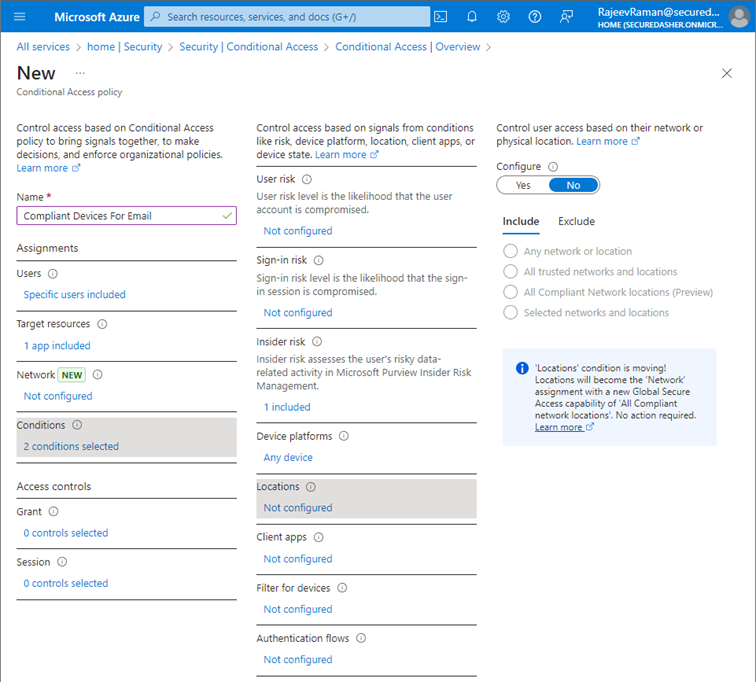 Microsoft Azure
Search resources, services, and docs (G+/)
RajeevRaman@secured...
HOME (SECUREDASHER.ONMICR...
All services > home | Security > Security | Conditional Access > Conditional Access | Overview >
New ...
Conditional Access policy
Control access based on Conditional Access
policy to bring signals together, to make
decisions, and enforce organizational policies.
Learn more
Name *
Compliant Devices For Email
Assignments
Users
Specific users included
Target resources
1 app included
Network NEW
Not configured
Conditions
2 conditions selected
Access controls
Grant
0 controls selected
Session
0 controls selected
Control access based on signals from conditions
like risk, device platform, location, client apps, or
device state. Learn more
User risk
User risk level is the likelihood that the user
account is compromised.
Not configured
Sign-in risk
Sign-in risk level is the likelihood that the sign-
in session is compromised.
Not configured
Insider risk
Insider risk assesses the user's risky data-
related activity in Microsoft Purview Insider Risk
Management.
1 included
Device platforms
Any device
Locations
Not configured
Client apps
Not configured
Filter for devices
Not configured
Authentication flows
Not configured
Control user access based on their network or
physical location. Learn more
Configure
Yes No
Include Exclude
Any network or location
All trusted networks and locations
All Compliant Network locations (Preview)
Selected networks and locations
'Locations' condition is moving!
Locations will become the 'Network'
assignment with a new Global Secure
Access capability of 'All Compliant
network locations'. No action required.
Learn more